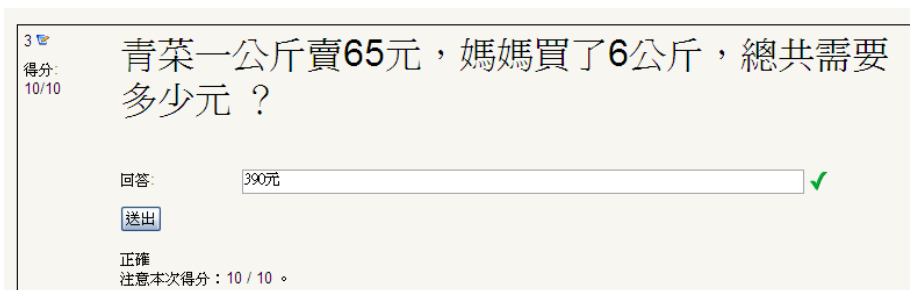 3
得分:
10/10
青菜一公斤賣65元，媽媽買了6公斤，總共需要
多少元 ？
回答: 390元
送出
正確
注意本次得分：10 / 10 。